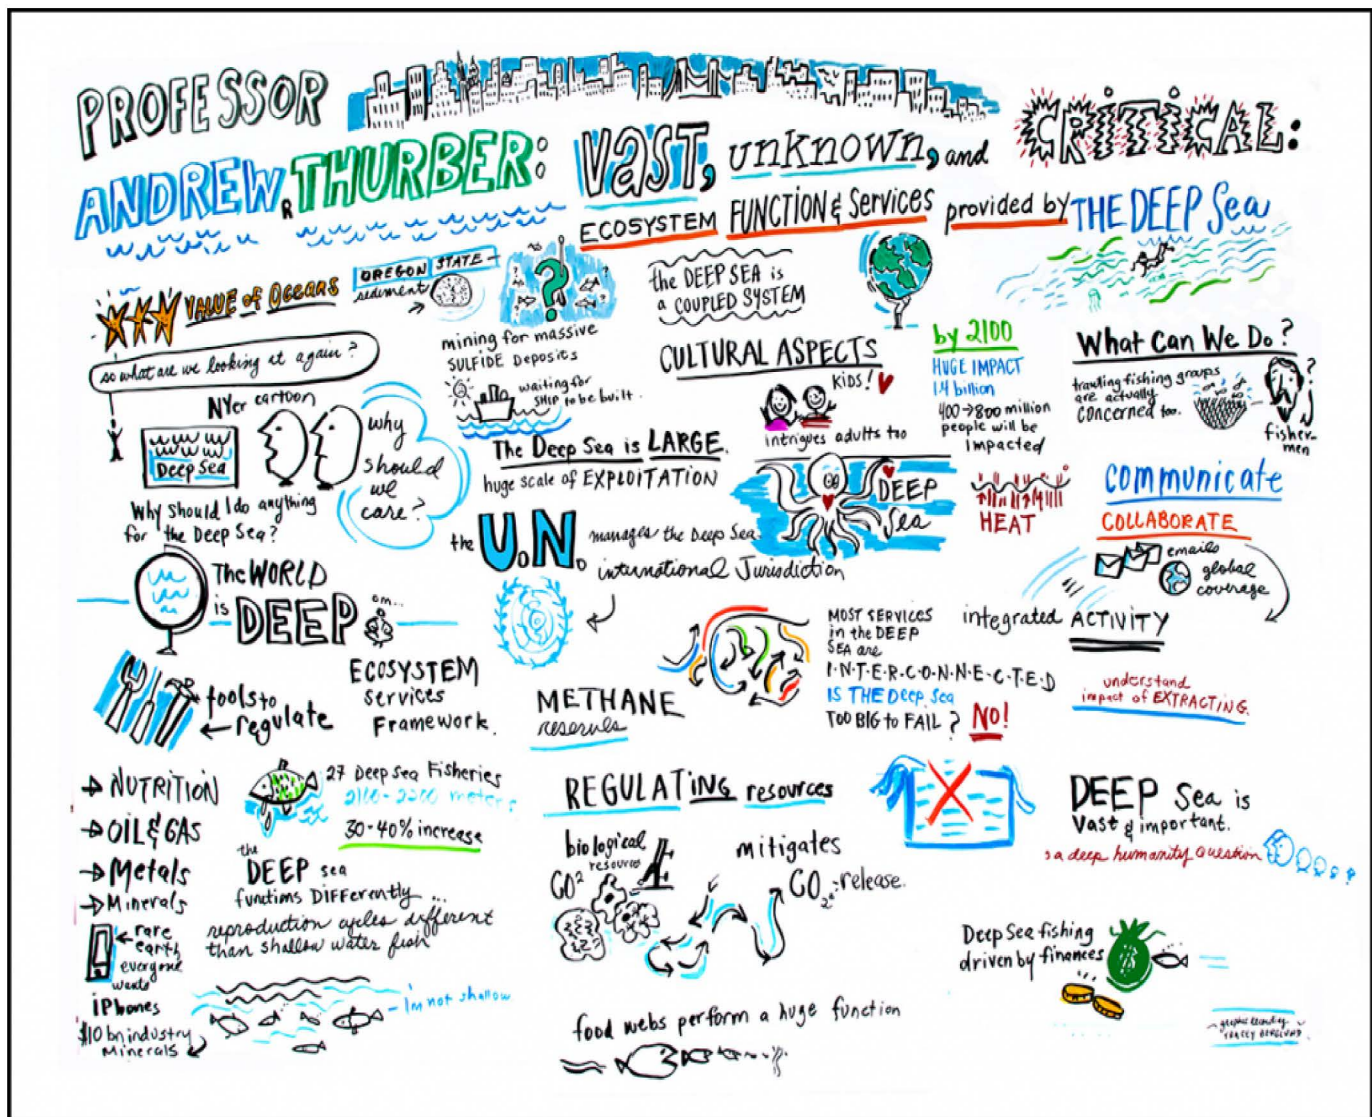 PROFESSOR
ANDREW R THURBER:
Vast, unknown, and CRITICAL:
ECOSYSTEM FUNCTION & Services provided by THE DEEP Sea
VALUE of OCEANS
so what are we looking at again?
NYer cartoon
Deep Sea
why
should
we
care?
Why should I do anything
for the Deep Sea?
The WORLD
is DEEP
om...
tools to
regulate
ECOSYSTEM
services
Framework.
NUTRITION
OIL & GAS
Metals
Minerals
rare
earth
everyone
wants
iPhones
$10 bn industry
Minerals
27 Deep Sea Fisheries
2100-2200 meters
30-40% increase
the
DEEP sea
functions DIFFerently...
reproduction cycles different
than shallow water fish
I'm not shallow
OREGON STATE-
sediment
?
mining for massive
SULFIDE Deposits
waiting for
SHIP to be built.
The Deep Sea is LARGE.
huge scale of EXPLOITATION
the U.N. manages the Deep Sea
international Jurisdiction
METHANE
reserves
REGULATING resources
biological
resources
CO2
mitigates
CO2 release.
food webs perform a huge function
the DEEP SEA is
a COUPLED SYSTEM
CULTURAL ASPECTS
KIDS!
intrigues adults too
DEEP
Sea
MOST SERVICES
in the DEEP
SEA are
I·N·T·E·R·C·O·N·N·E·C·T·E·D
IS THE Deep Sea
TOO BIG to FAIL? NO!
by 2100
HUGE IMPACT
1.4 billion
400→800 million
people will be
impacted
HEAT
What Can We Do?
trawling fishing groups
are actually
concerned too.
?
fisher-
men
communicate
COLLABORATE
emails
global
coverage
integrated ACTIVITY
understand
impact of EXTRACTING.
DEEP Sea is
Vast & important.
is a deep humanity question
Deep Sea fishing
driven by finances
$
graphic recording
TRACEY BERGLUND